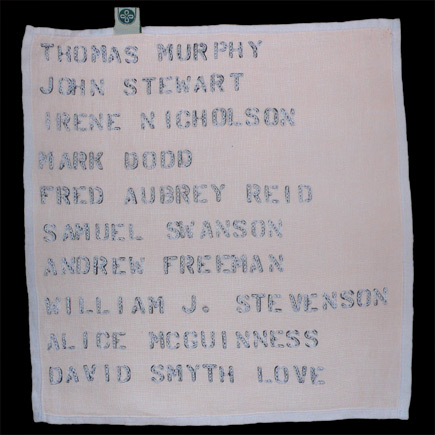 THOMAS MURPHY
JOHN STEWART
IRENE NICHOLSON
MARK DODD
FRED AUBREY REID
SAMUEL SWANSON
ANDREW FREEMAN
WILLIAM J. STEVENSON
ALICE MCGUINNESS
DAVID SMYTH LOVE